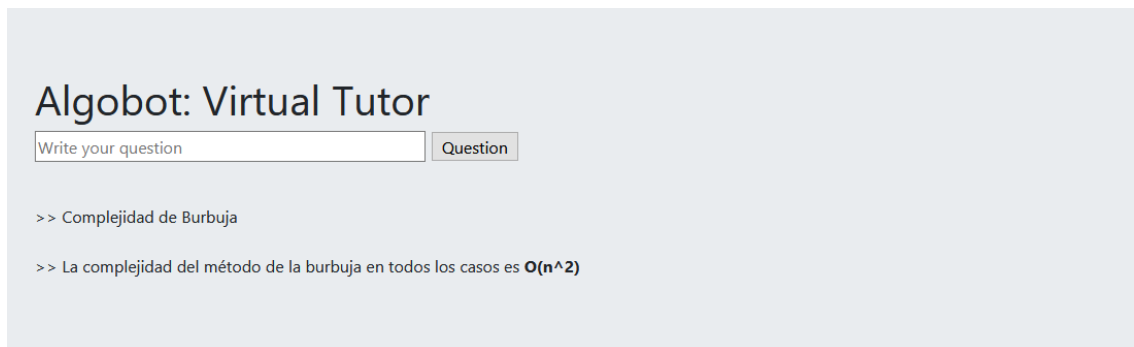 Algobot: Virtual Tutor
Write your question Question
>> Complejidad de Burbuja
>> La complejidad del método de la burbuja en todos los casos es O(n^2)